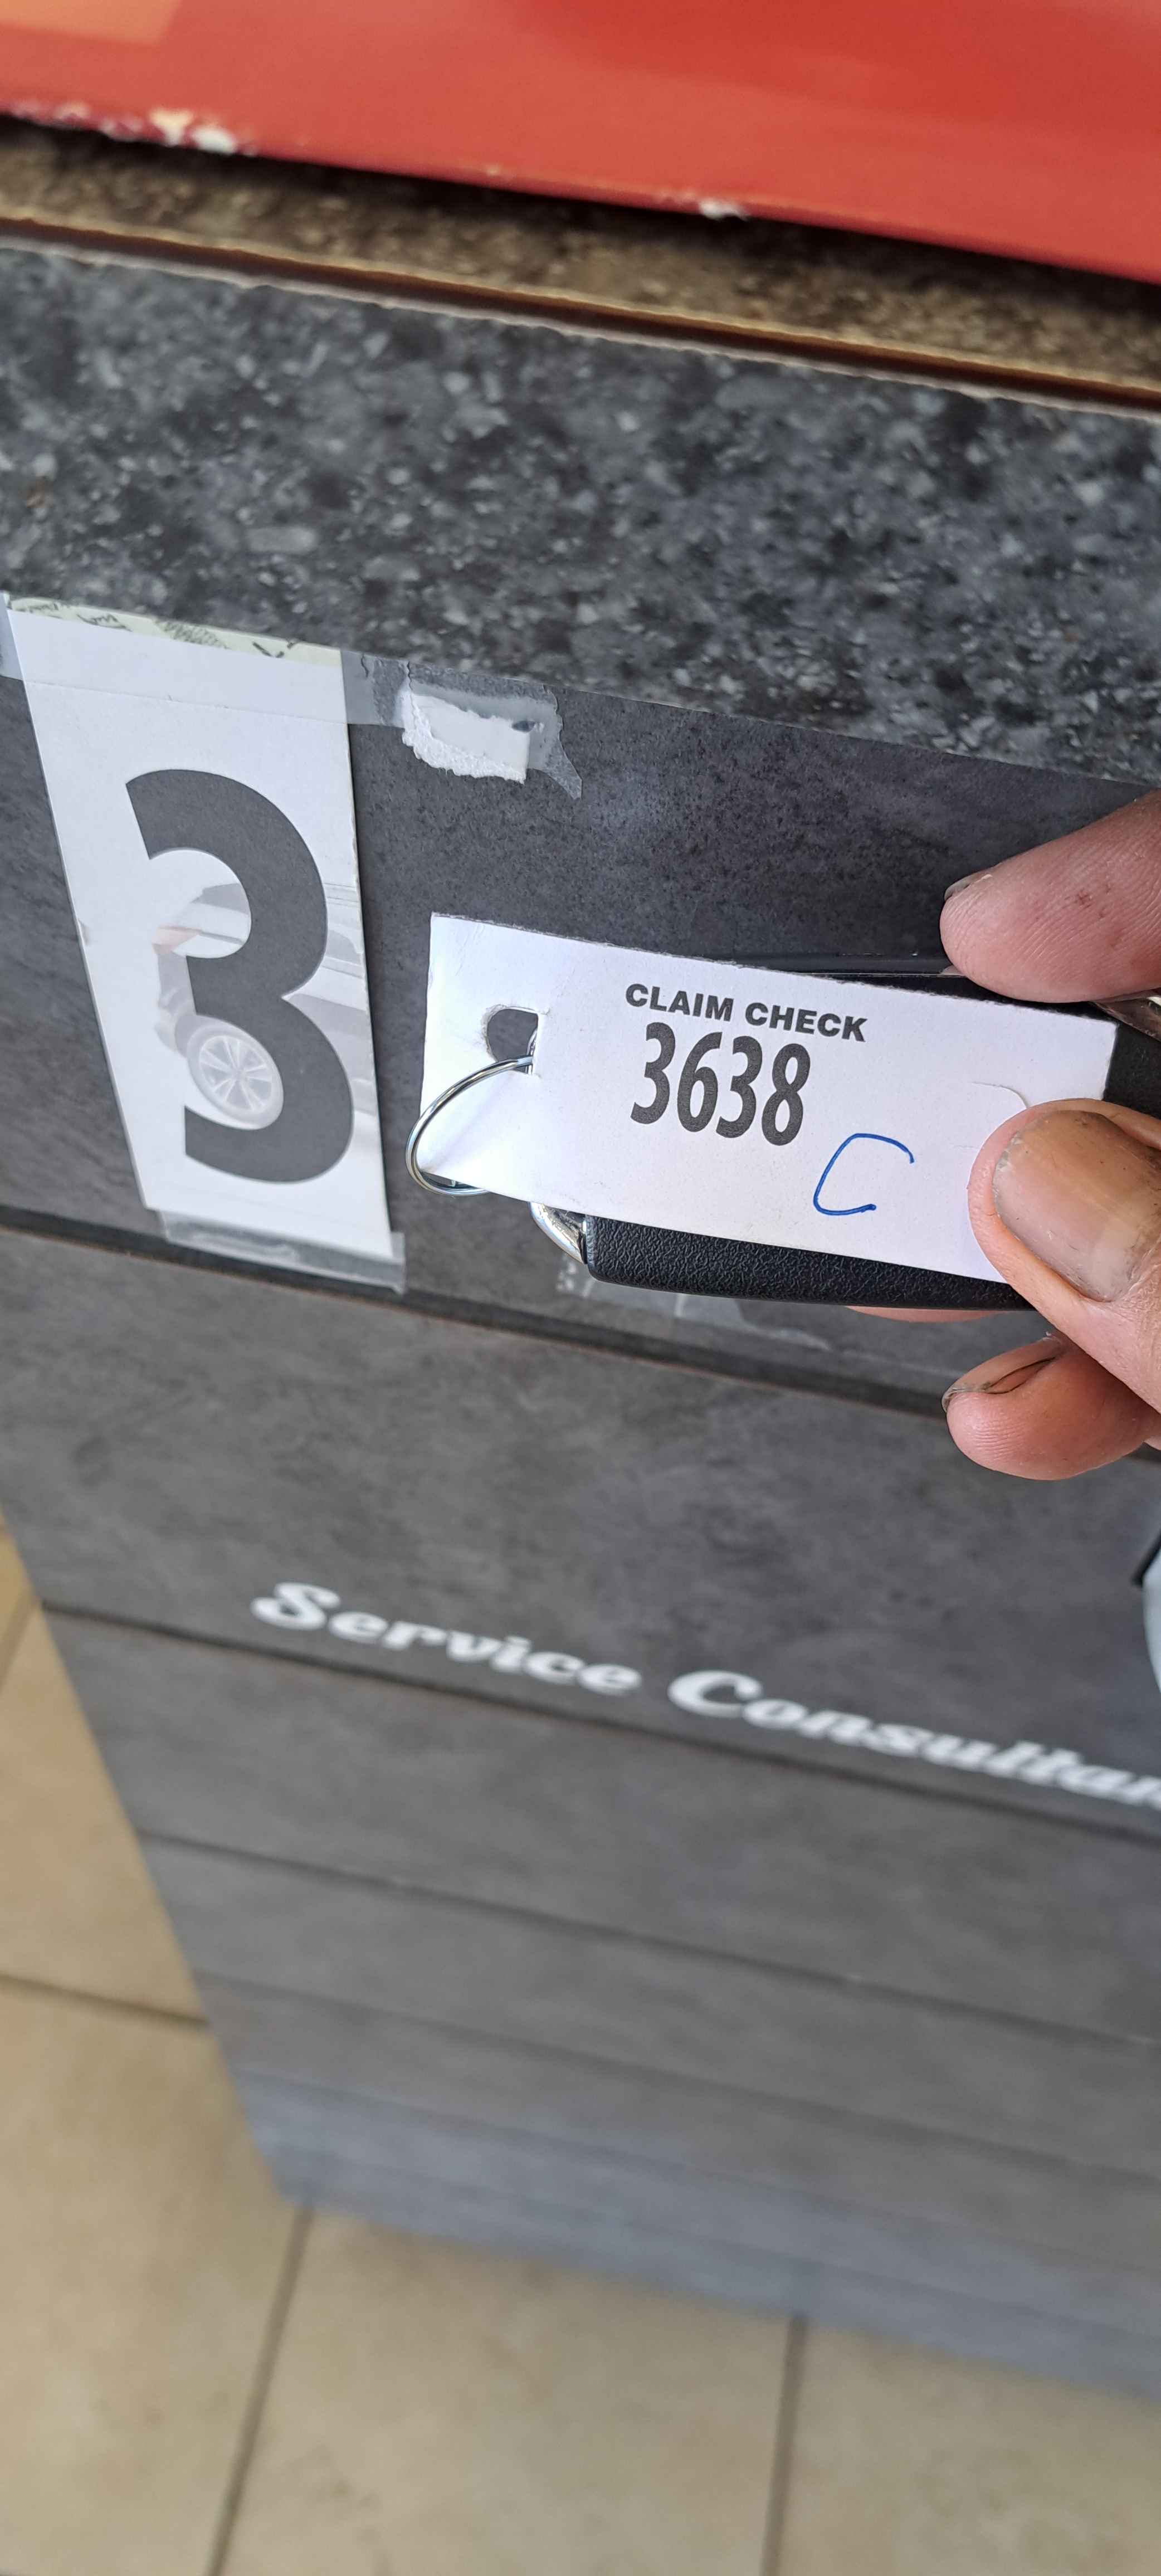 3
CLAIM CHECK
3638
C
Service Consultan